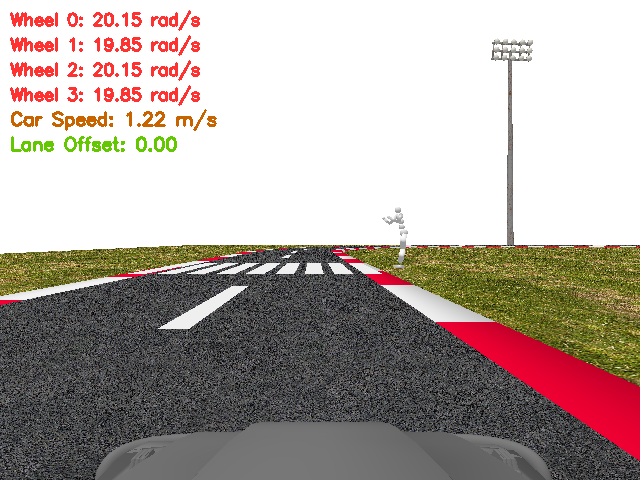 Wheel 0: 20.15 rad/s
Wheel 1: 19.85 rad/s
Wheel 2: 20.15 rad/s
Wheel 3: 19.85 rad/s
Car Speed: 1.22 m/s
Lane Offset: 0.00